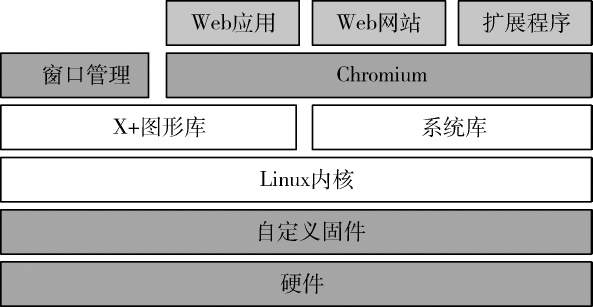 Web应用 Web网站 扩展程序
窗口管理 Chromium
X+图形库 系统库
Linux内核
自定义固件
硬件